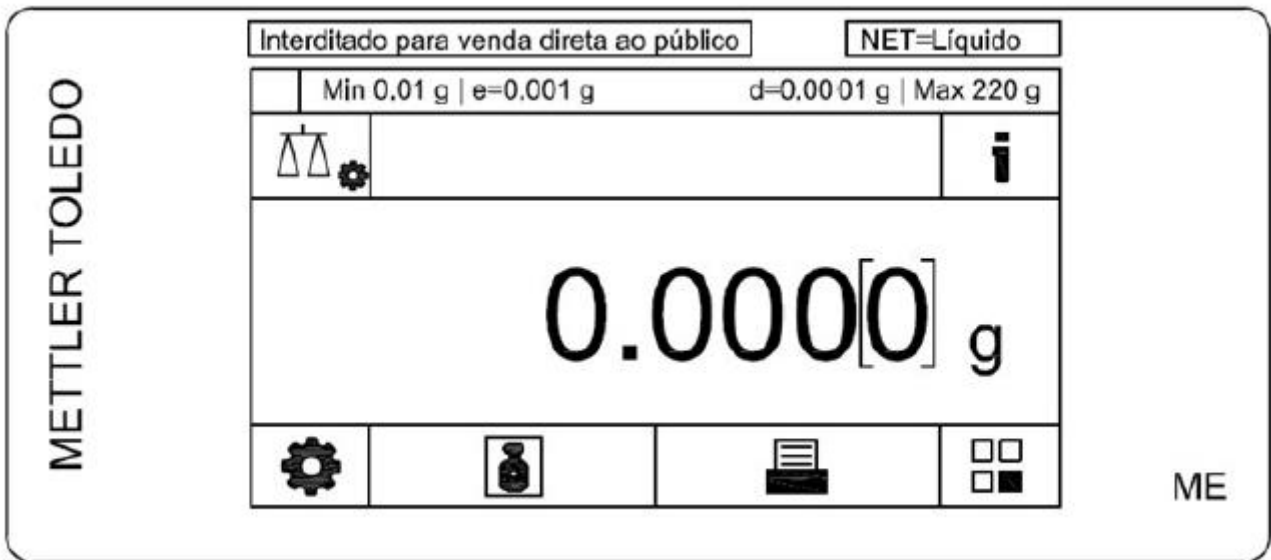 Interditado para venda direta ao público
NET=Líquido
Min 0.01 g | e=0.001 g
d=0.0001 g | Max 220 g
i
0.000[0] g
METTLER TOLEDO
ME